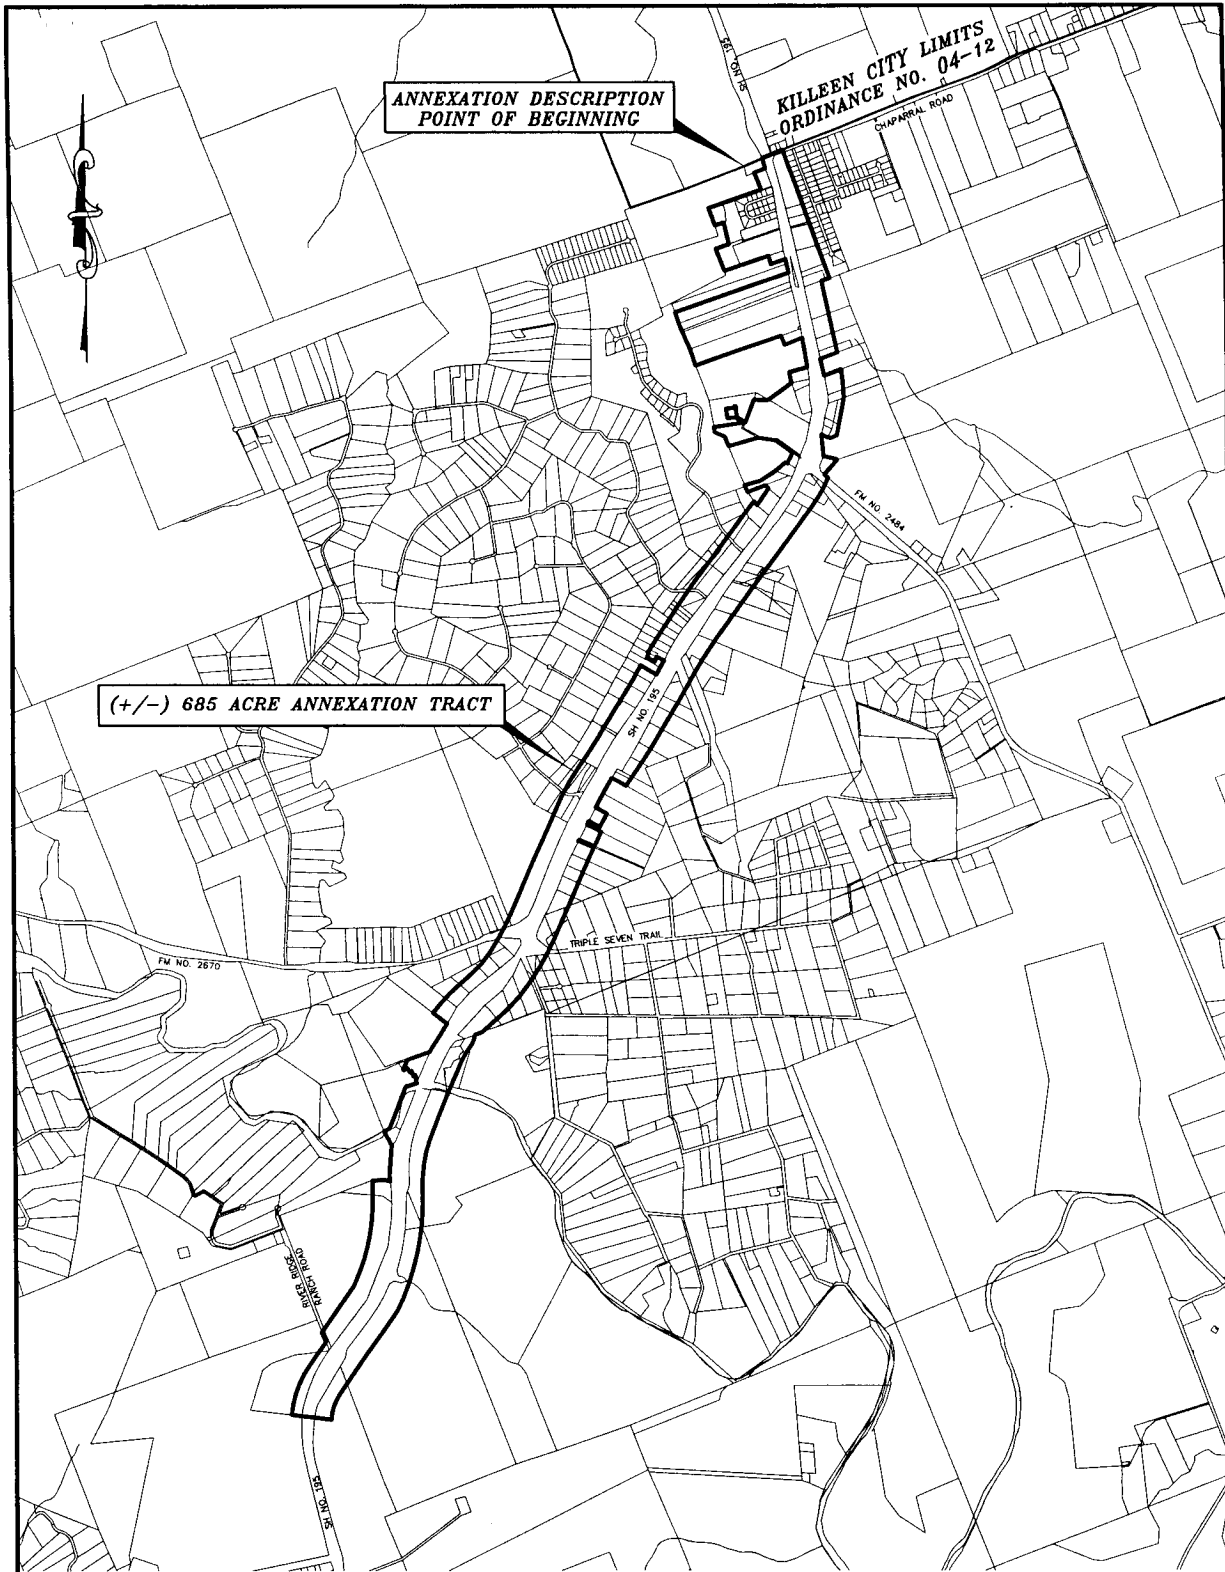 SH NO. 195
KILLEEN CITY LIMITS
ORDINANCE NO. 04-12
CHAPARRAL ROAD
ANNEXATION DESCRIPTION
POINT OF BEGINNING
FM NO. 2484
(+/-) 685 ACRE ANNEXATION TRACT
SH NO. 195
TRIPLE SEVEN TRAIL
FM NO. 2670
RIVER RIDGE
RANCH ROAD
SH NO. 195